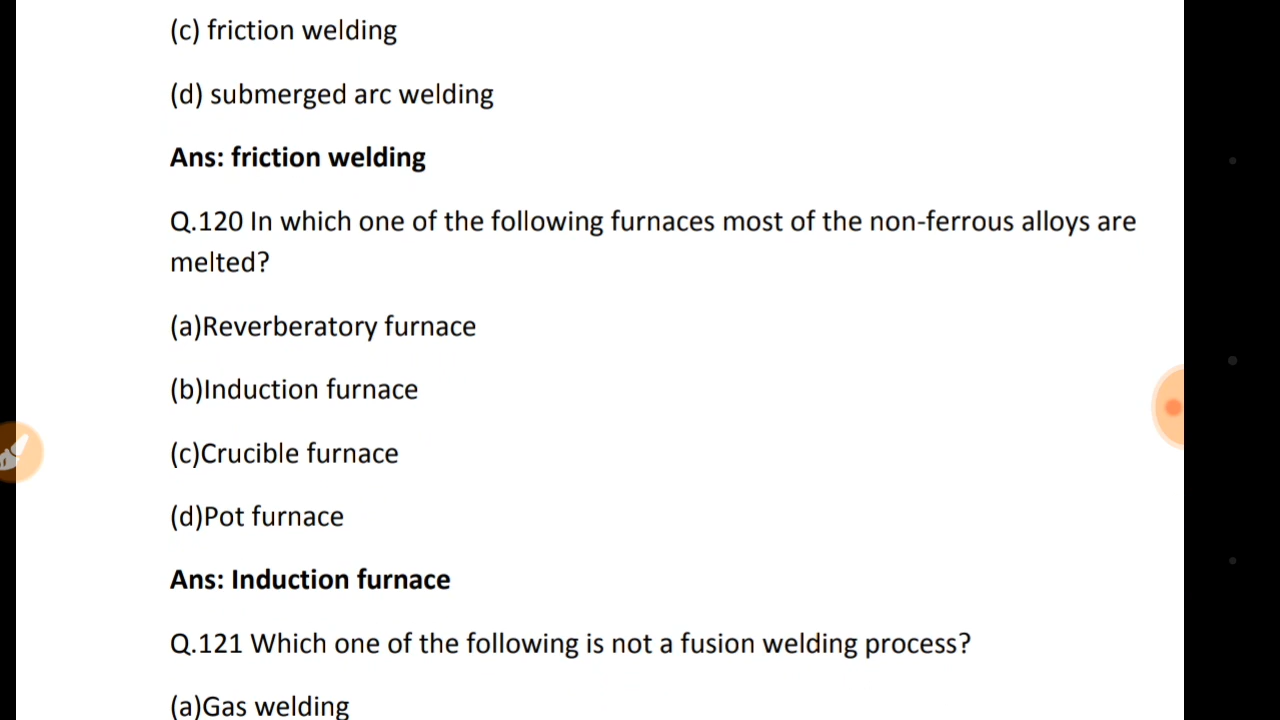 (c) friction welding
(d) submerged arc welding
Ans: friction welding
Q.120 In which one of the following furnaces most of the non-ferrous alloys are
melted?
(a)Reverberatory furnace
(b)Induction furnace
(c)Crucible furnace
(d)Pot furnace
Ans: Induction furnace
Q.121 Which one of the following is not a fusion welding process?
(a)Gas welding